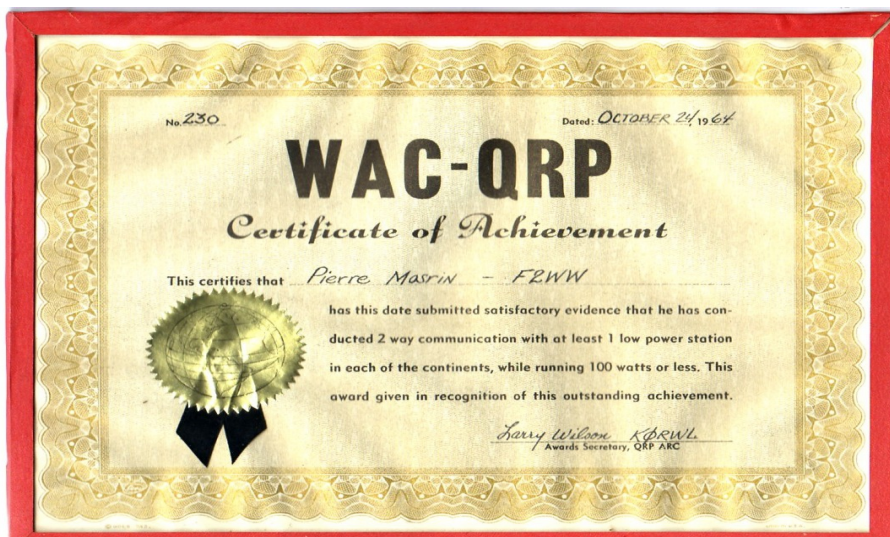 No. 230
Dated: OCTOBER 24, 1964
WAC-QRP
Certificate of Achievement
This certifies that Pierre Masrin - F2WW
has this date submitted satisfactory evidence that he has con-
ducted 2 way communication with at least 1 low power station
in each of the continents, while running 100 watts or less. This
award given in recognition of this outstanding achievement.
Larry Wilson KØRWL
Awards Secretary, QRP ARC